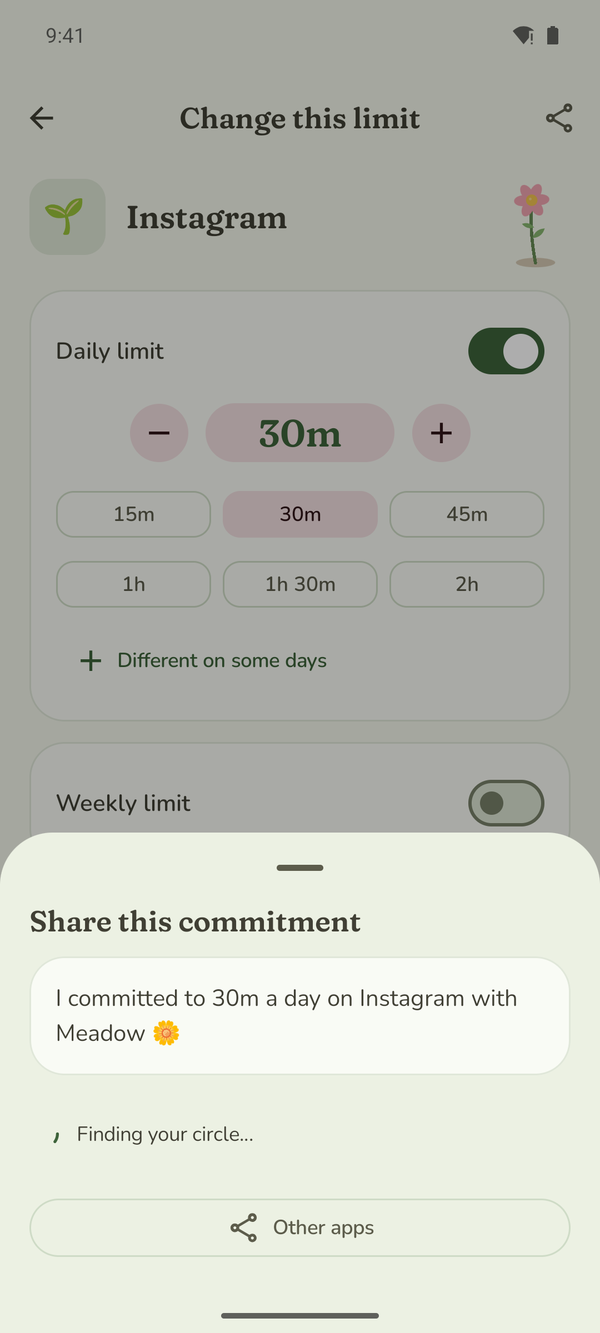 9:41
Change this limit
Instagram
Daily limit
30m
15m
30m
45m
1h
1h 30m
2h
Different on some days
Weekly limit
Share this commitment
I committed to 30m a day on Instagram with
Meadow 🌼
Finding your circle...
Other apps